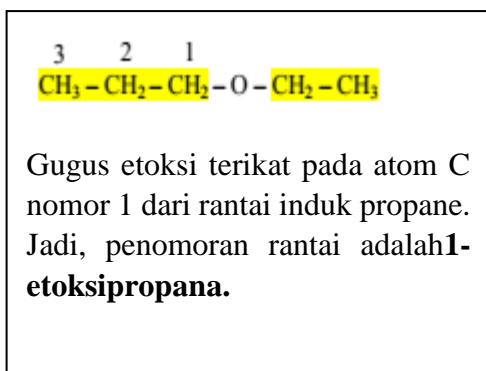 3 2 1
CH₃ – CH₂ – CH₂ – O – CH₂ – CH₃
Gugus etoksi terikat pada atom C
nomor 1 dari rantai induk propane.
Jadi, penomoran rantai adalah1-
etoksipropana.